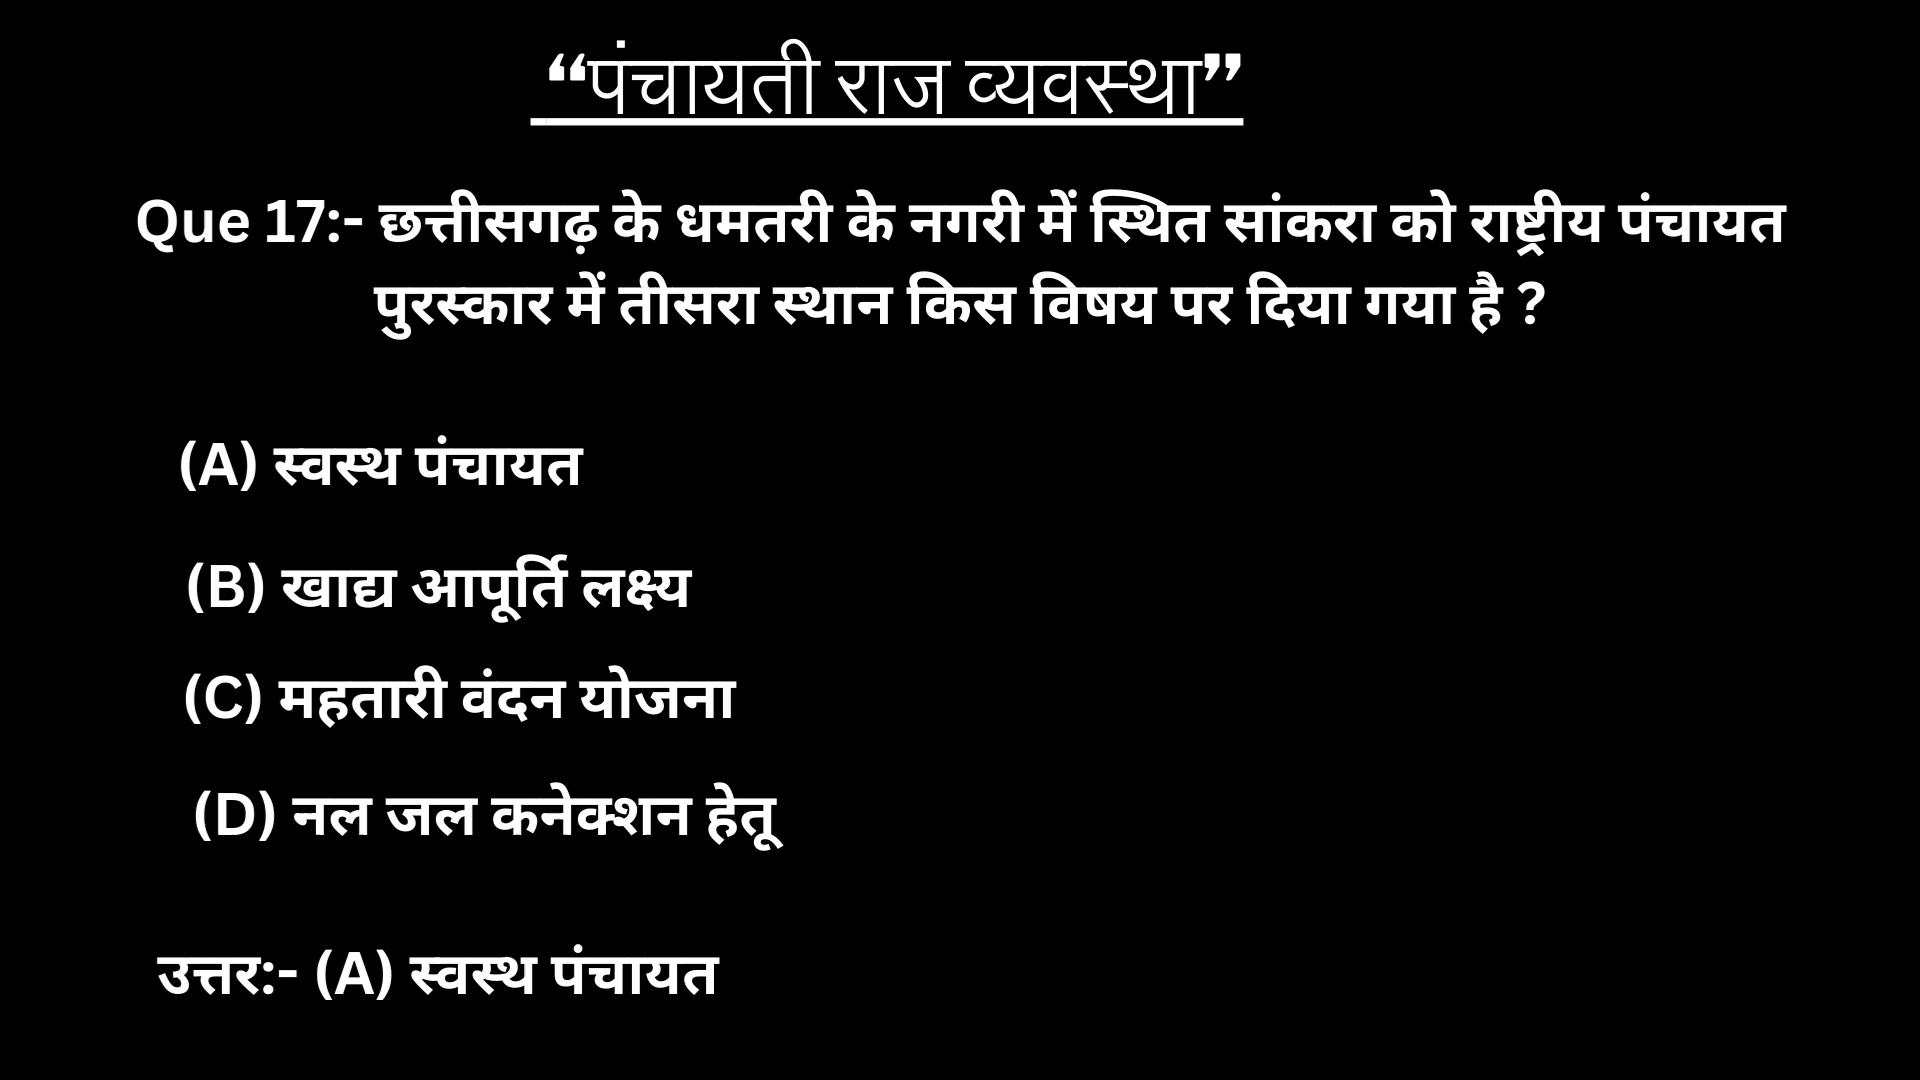 “पंचायती राज व्यवस्था”
Que 17:- छत्तीसगढ़ के धमतरी के नगरी में स्थित सांकरा को राष्ट्रीय पंचायत
पुरस्कार में तीसरा स्थान किस विषय पर दिया गया है ?
(A) स्वस्थ पंचायत
(B) खाद्य आपूर्ति लक्ष्य
(C) महतारी वंदन योजना
(D) नल जल कनेक्शन हेतू
उत्तर:- (A) स्वस्थ पंचायत